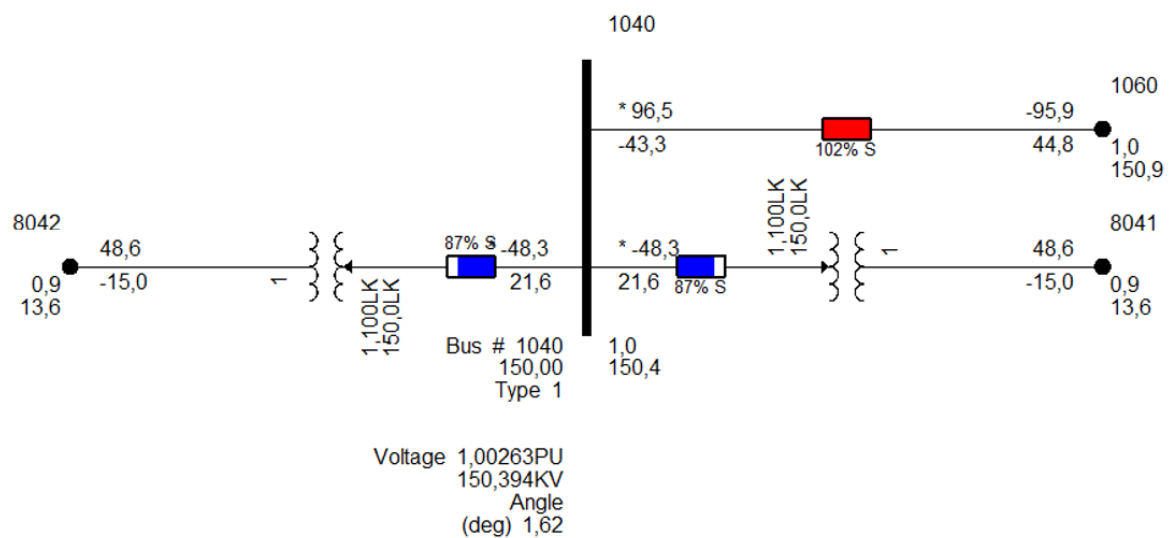 1040
1060
* 96,5
-95,9
-43,3
44,8
102% S
1,0
150,9
1,100LK
150,0LK
8042
8041
48,6
-15,0
0,9
13,6
1
1,100LK
150,0LK
87% S
* -48,3
21,6
* -48,3
21,6
87% S
1
48,6
-15,0
0,9
13,6
Bus # 1040
150,00
Type 1
1,0
150,4
Voltage 1,00263PU
150,394KV
Angle
(deg) 1,62